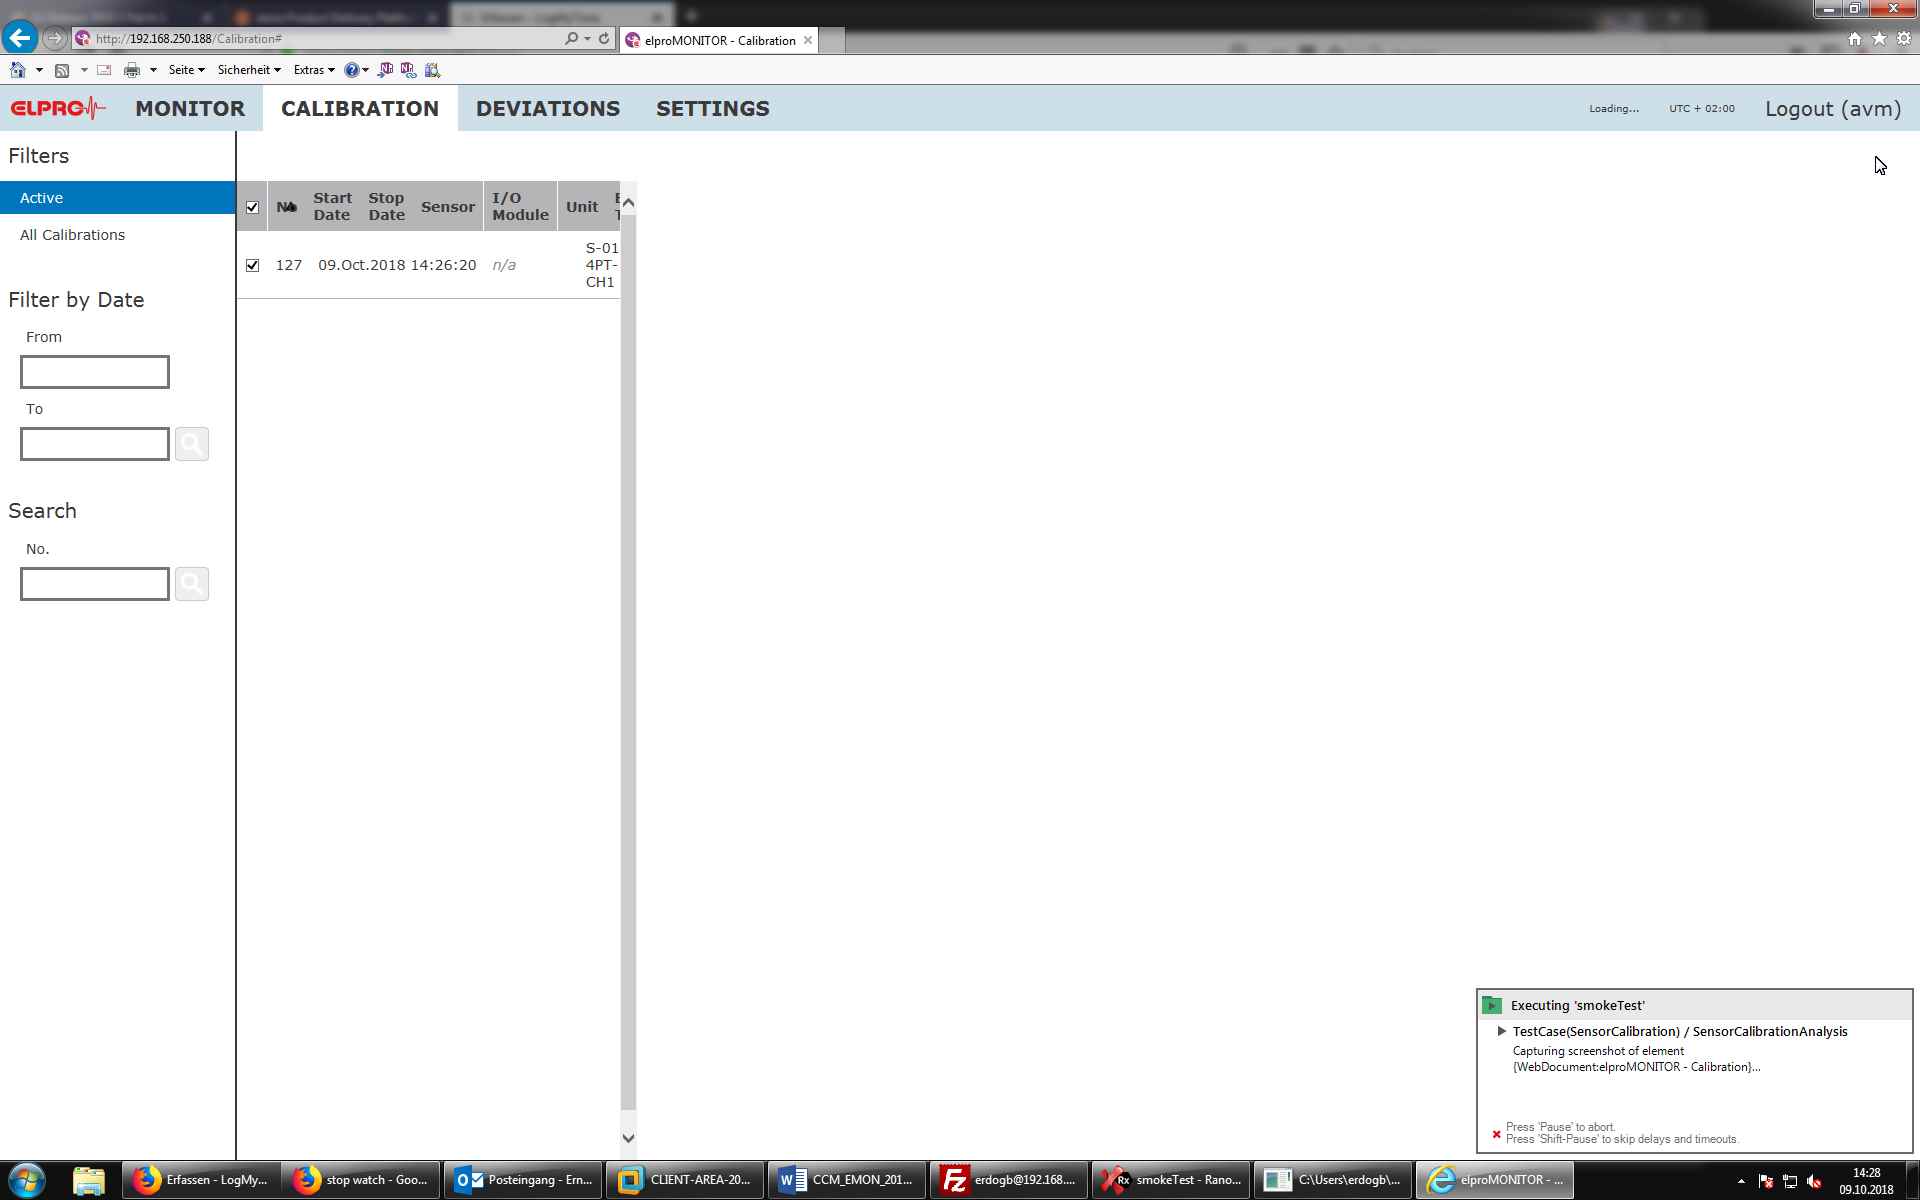 http://192.168.250.188/Calibration#
elproMONITOR - Calibration
Seite
Sicherheit
Extras
ELPRO
MONITOR
CALIBRATION
DEVIATIONS
SETTINGS
Loading...
UTC + 02:00
Logout (avm)
Filters
Active
All Calibrations
Filter by Date
From
To
Search
No.
Start Date
Stop Date
Sensor
I/O Module
Unit
127
09.Oct.2018 14:26:20
n/a
S-01
4PT-
CH1
Executing 'smokeTest'
TestCase(SensorCalibration) / SensorCalibrationAnalysis
Capturing screenshot of element
{WebDocument:elproMONITOR - Calibration}...
Press 'Pause' to abort.
Press 'Shift-Pause' to skip delays and timeouts.
Erfassen - LogMy...
stop watch - Goo...
Posteingang - Ern...
CLIENT-AREA-20...
CCM_EMON_201...
erdogb@192.168....
smokeTest - Rano...
C:\Users\erdogb\...
elproMONITOR - ...
14:28
09.10.2018